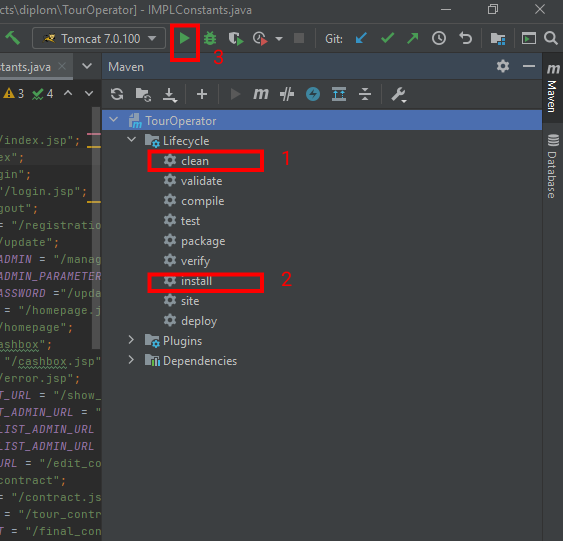 cts\diplom\TourOperator] - IMPLConstants.java
Tomcat 7.0.100
Git:
3
stants.java
Maven
3 4
TourOperator
Lifecycle
clean
1
validate
compile
test
package
verify
install
2
site
deploy
Plugins
Dependencies
m
Maven
Database
/index.jsp";
ex";
gin";
"/login.jsp";
gout";
= "/registration
/update";
ADMIN = "/manag
ADMIN_PARAMETER
ASSWORD ="/upda
= "/homepage.j
/homepage";
ashbox";
"/cashbox.jsp"
/error.jsp";
T_URL = "/show_
T_ADMIN_URL = "
LIST_ADMIN_URL
LIST_ADMIN_URL
URL = "/edit_co
contract";
= "/contract.js
= "/tour_contr
T = "/final_con